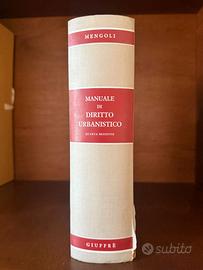 MENGOLI
MANUALE
DI
DIRITTO
URBANISTICO
QUARTA EDIZIONE
GIUFFRÈ
subito